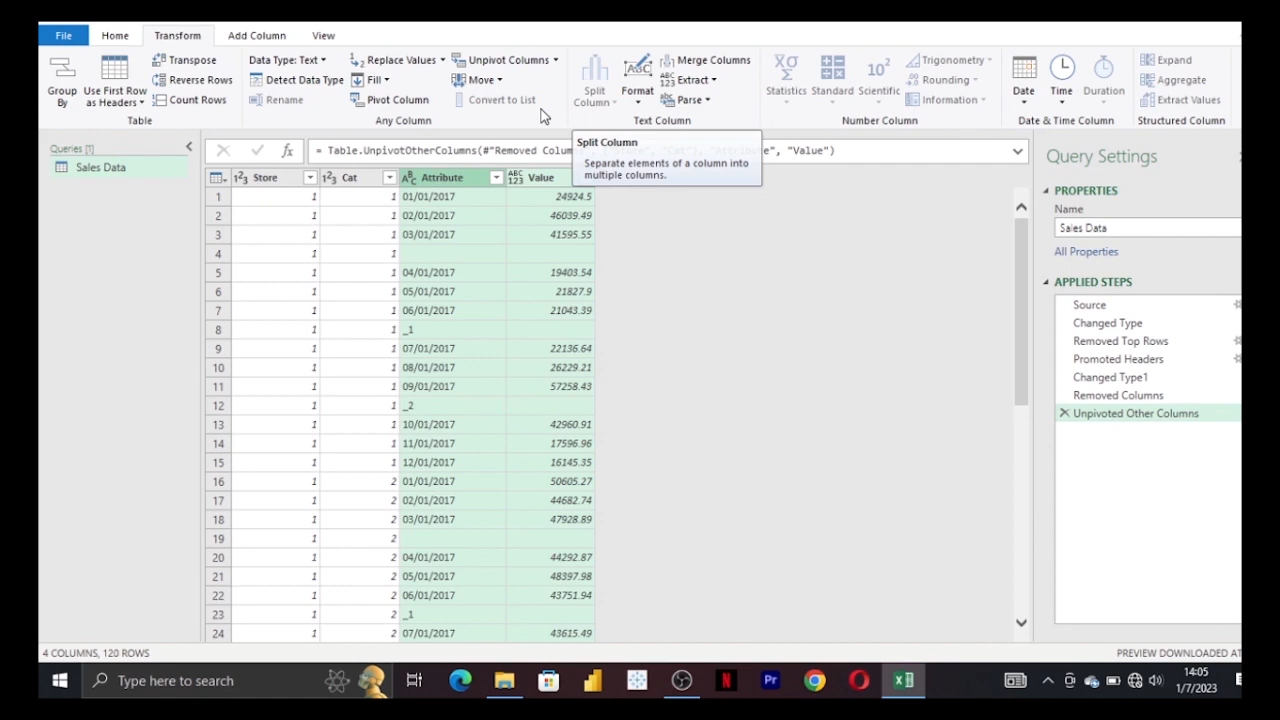 File Home Transform Add Column View
Transpose Data Type: Text Replace Values Unpivot Columns Merge Columns Trigonometry Expand
Reverse Rows Detect Data Type Fill Move Extract Rounding Aggregate
Group By Use First Row as Headers Count Rows Rename Pivot Column Convert to List Split Column Format Parse Statistics Standard Scientific Information Date Time Duration Extract Values
Table Any Column Text Column Number Column Date & Time Column Structured Column
Split Column
Separate elements of a column into
multiple columns.
Queries [1]
Sales Data
= Table.UnpivotOtherColumns(#"Removed Colum "Value")
Store Cat Attribute Value
1 1 1 01/01/2017 24924.5
2 1 1 02/01/2017 46039.49
3 1 1 03/01/2017 41595.55
4 1 1
5 1 1 04/01/2017 19403.54
6 1 1 05/01/2017 21827.9
7 1 1 06/01/2017 21043.39
8 1 1 _1
9 1 1 07/01/2017 22136.64
10 1 1 08/01/2017 26229.21
11 1 1 09/01/2017 57258.43
12 1 1 _2
13 1 1 10/01/2017 42960.91
14 1 1 11/01/2017 17596.96
15 1 1 12/01/2017 16145.35
16 1 2 01/01/2017 50605.27
17 1 2 02/01/2017 44682.74
18 1 2 03/01/2017 47928.89
19 1 2
20 1 2 04/01/2017 44292.87
21 1 2 05/01/2017 48397.98
22 1 2 06/01/2017 43751.94
23 1 2 _1
24 1 2 07/01/2017 43615.49
Query Settings
PROPERTIES
Name
Sales Data
All Properties
APPLIED STEPS
Source
Changed Type
Removed Top Rows
Promoted Headers
Changed Type1
Removed Columns
Unpivoted Other Columns
4 COLUMNS, 120 ROWS PREVIEW DOWNLOADED AT
Type here to search
14:05
1/7/2023